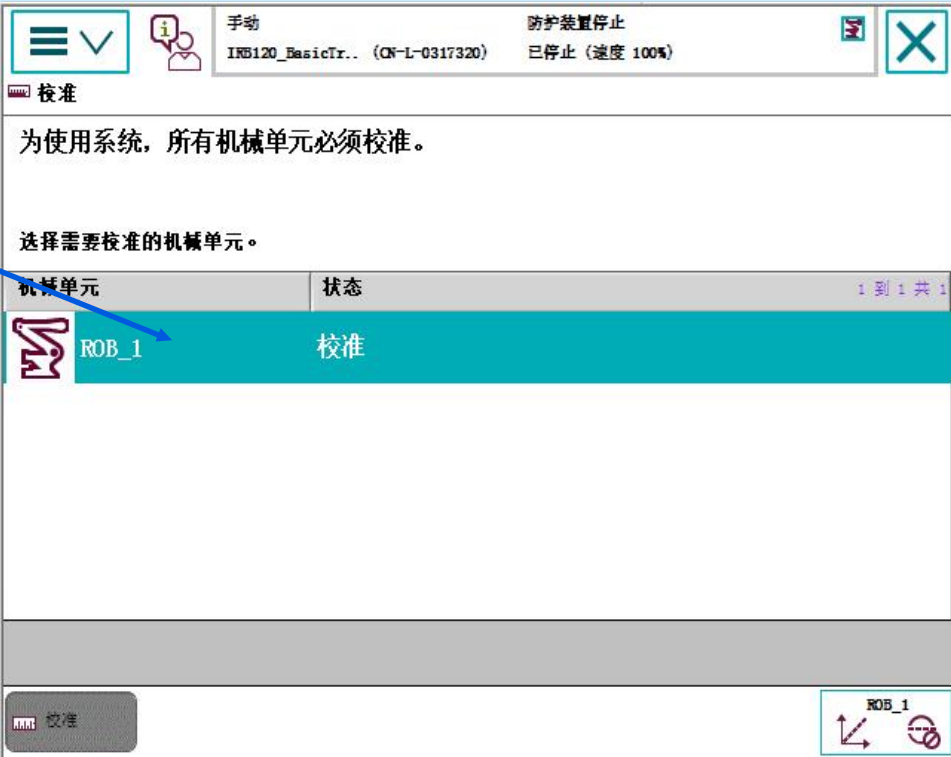 手动
防护装置停止
IRB120_BasicTr.. (CN-L-0317320)
已停止 (速度 100%)
校准
为使用系统，所有机械单元必须校准。
选择需要校准的机械单元。
机械单元
状态
1 到 1 共 1
ROB_1
校准
校准
ROB_1